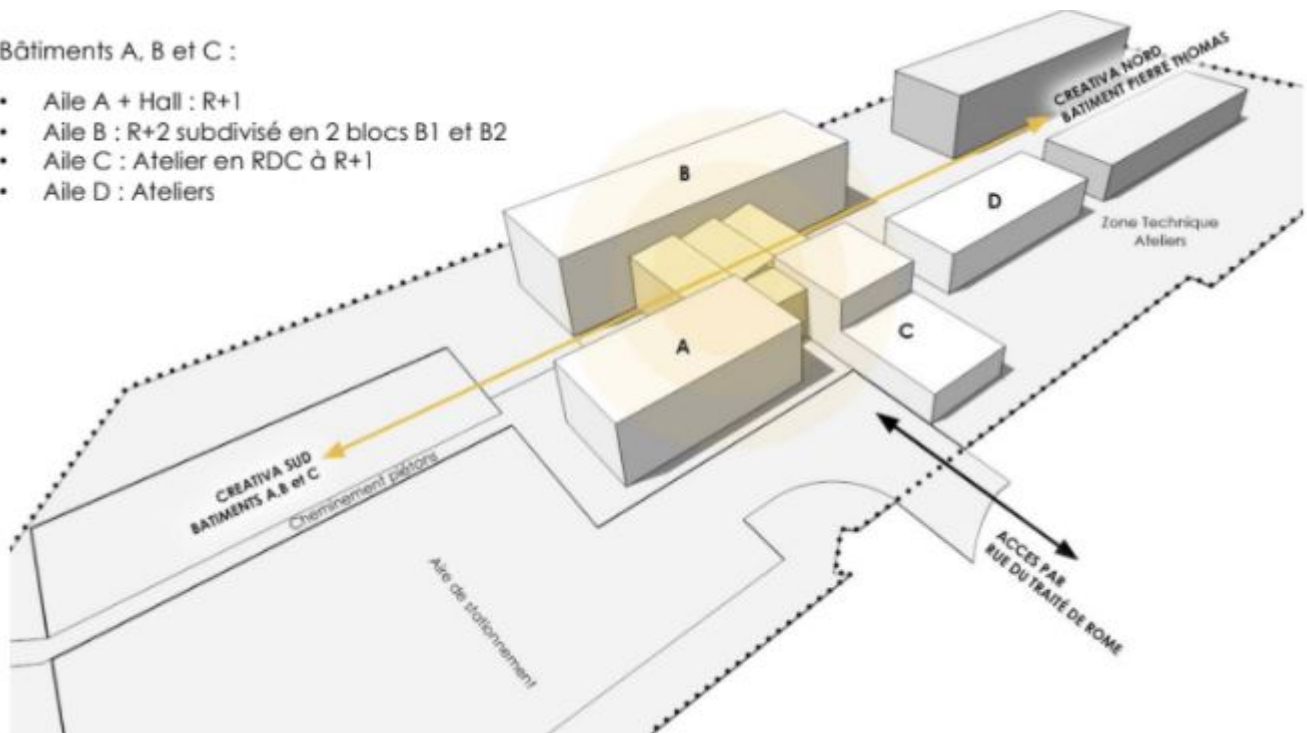 Bâtiments A, B et C :
• Aile A + Hall : R+1
• Aile B : R+2 subdivisé en 2 blocs B1 et B2
• Aile C : Atelier en RDC à R+1
• Aile D : Ateliers
CREATIVA NORD,
BATIMENT PIERRE THOMAS
B
D
Zone Technique
Ateliers
A
C
CREATIVA SUD
BATIMENTS A,B et C
Cheminement piétons
Aire de stationnement
ACCES PAR
RUE DU TRAITÉ DE ROME